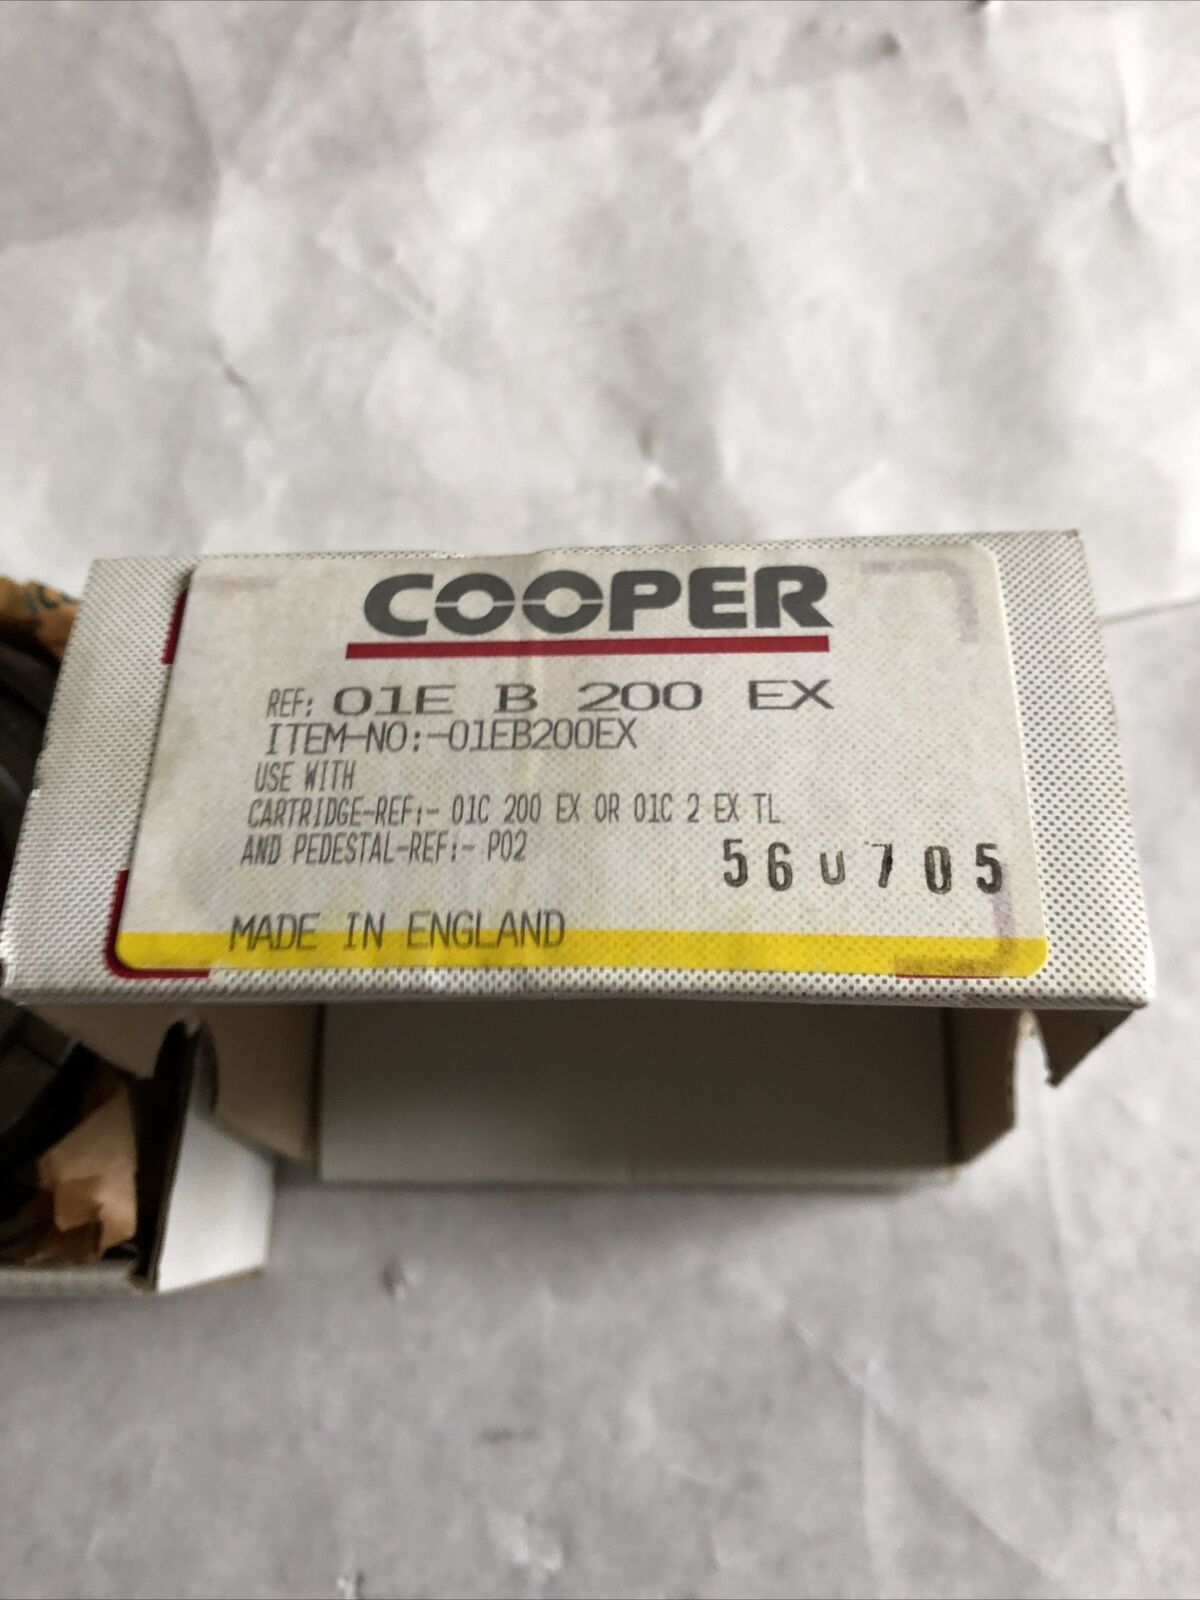 COOPER
REF: 01E B 200 EX
ITEM-NO:-01EB200EX
USE WITH
CARTRIDGE-REF:- 01C 200 EX OR 01C 2 EX TL
AND PEDESTAL-REF:- P02
560705
MADE IN ENGLAND